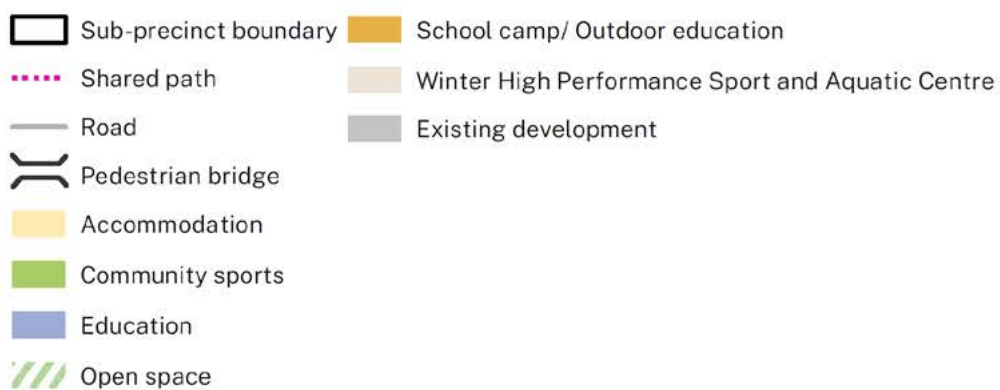 Sub-precinct boundary
Shared path
Road
Pedestrian bridge
Accommodation
Community sports
Education
Open space
School camp/ Outdoor education
Winter High Performance Sport and Aquatic Centre
Existing development